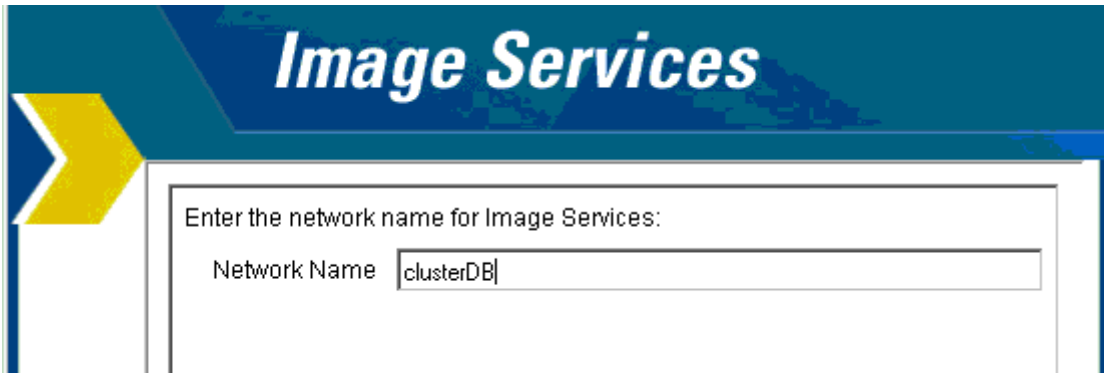 Image Services
Enter the network name for Image Services:
Network Name clusterDB